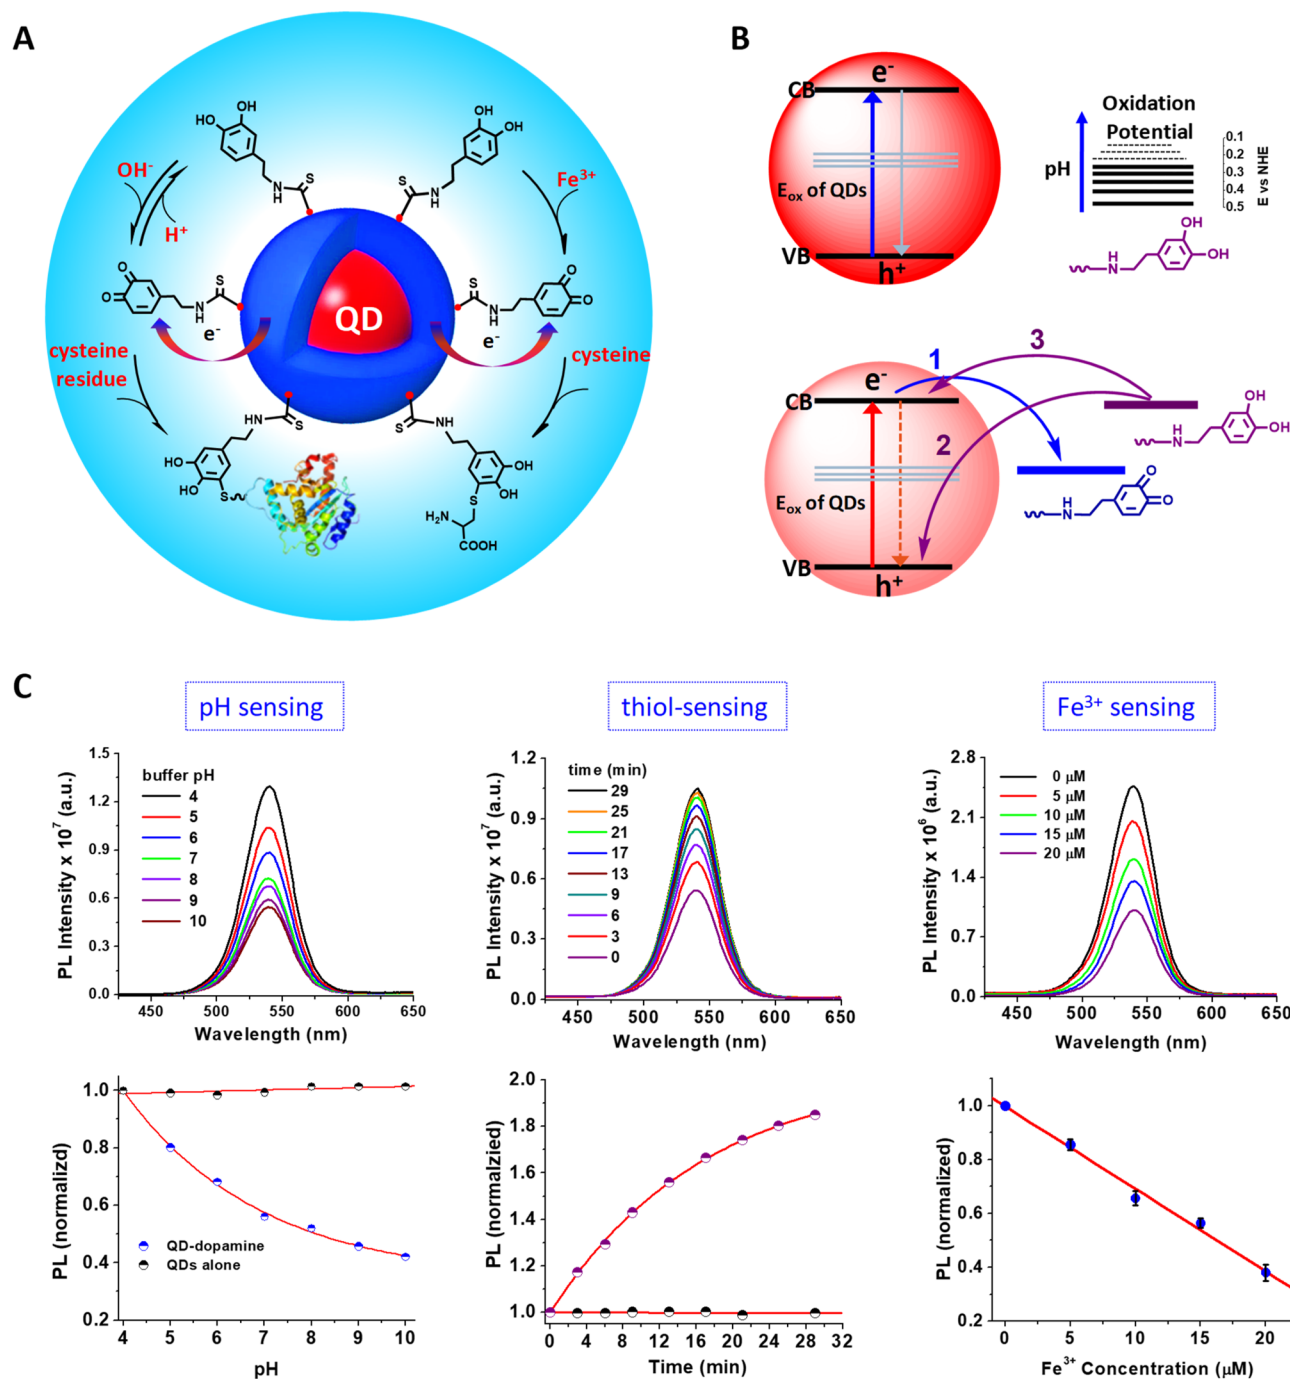 A
OH
HO
OH
OH
OH⁻
H⁺
S
N
H
S
N
H
Fe³⁺
O
O
S
N
H
e⁻
QD
S
N
H
e⁻
O
O
cysteine
residue
cysteine
HO
OH
S
NH
S
S
NH
OH
OH
S
H₂N
COOH
B
CB
e⁻
Eox of QDs
VB
h⁺
Oxidation
Potential
pH
0.1
0.2
0.3
0.4
0.5
E vs NHE
OH
OH
H
N
CB
e⁻
1
3
2
Eox of QDs
VB
h⁺
OH
OH
H
N
O
O
N
H
C
pH sensing
thiol-sensing
Fe³⁺ sensing
PL Intensity x 10⁷ (a.u.)
1.5
1.2
0.9
0.6
0.3
0.0
buffer pH
4
5
6
7
8
9
10
450 500 550 600 650
Wavelength (nm)
PL Intensity x 10⁷ (a.u.)
1.2
0.9
0.6
0.3
0.0
time (min)
29
25
21
17
13
9
6
3
0
450 500 550 600 650
Wavelength (nm)
PL Intensity x 10⁶ (a.u.)
2.8
2.1
1.4
0.7
0.0
0 µM
5 µM
10 µM
15 µM
20 µM
450 500 550 600 650
Wavelength (nm)
PL (normalizd)
1.0
0.8
0.6
0.4
0.2
QD-dopamine
QDs alone
4 5 6 7 8 9 10
pH
PL (normalzied)
2.0
1.8
1.6
1.4
1.2
1.0
0 4 8 12 16 20 24 28 32
Time (min)
PL (normalized)
1.0
0.8
0.6
0.4
0.2
0 5 10 15 20
Fe³⁺ Concentration (µM)